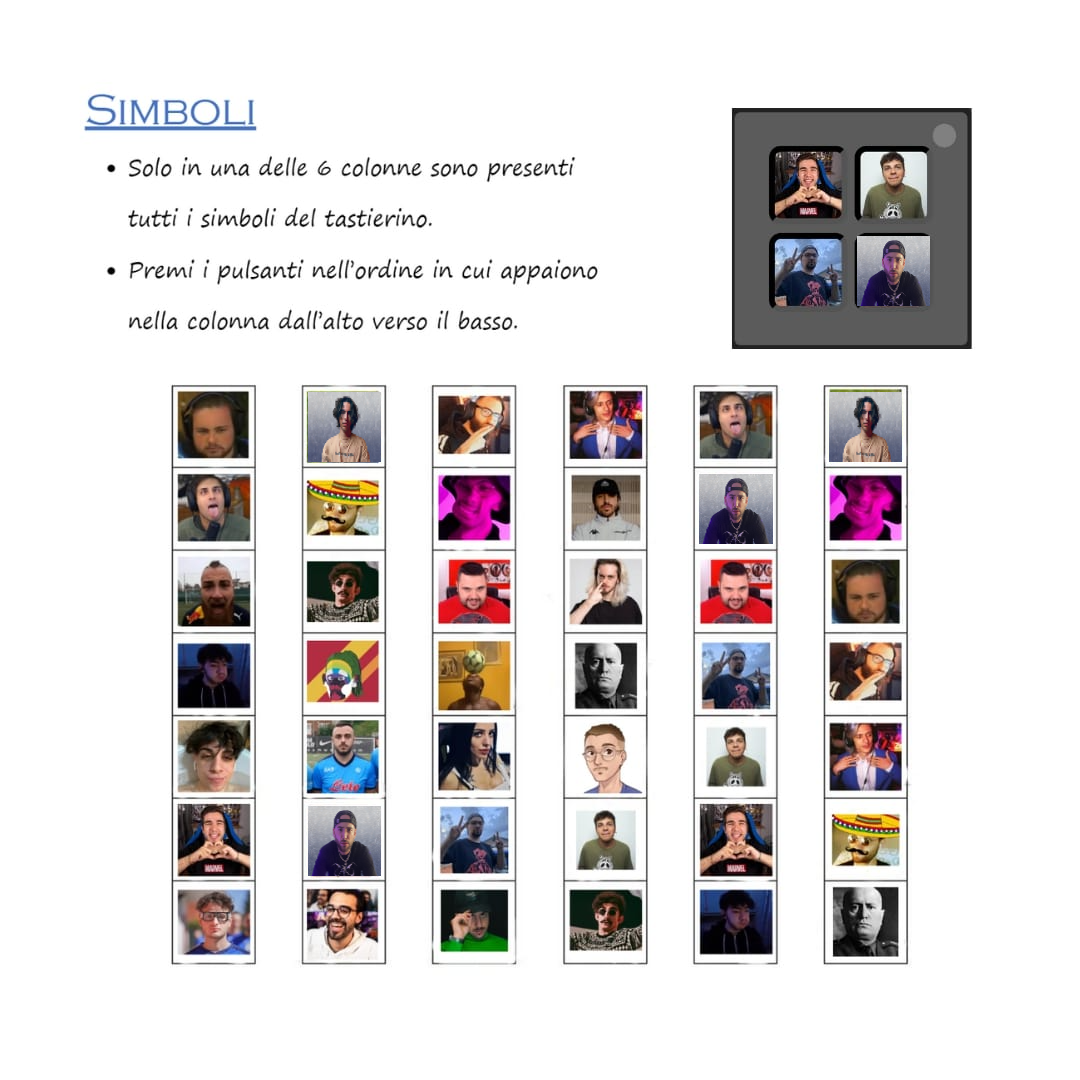 SIMBOLI
• Solo in una delle 6 colonne sono presenti
tutti i simboli del tastierino.
• Premi i pulsanti nell'ordine in cui appaiono
nella colonna dall'alto verso il basso.
MARVEL
MARVEL
MARVEL